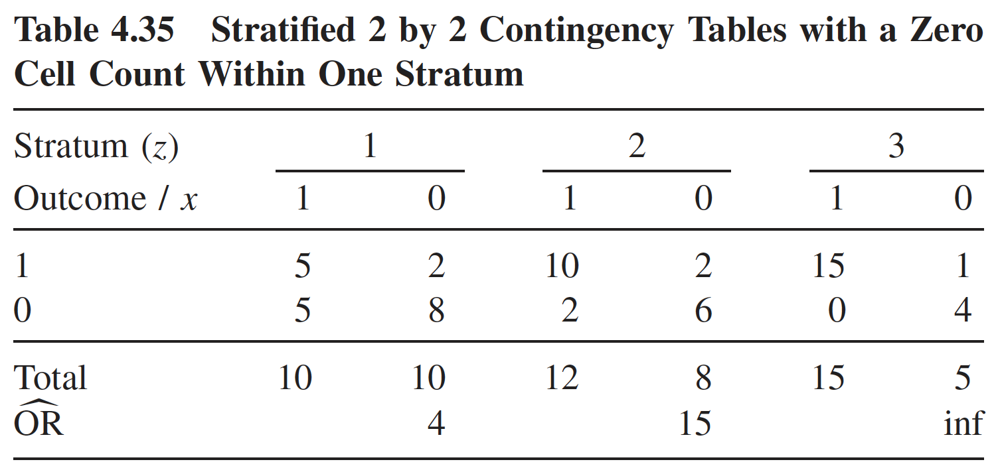 Table 4.35 Stratified 2 by 2 Contingency Tables with a Zero
Cell Count Within One Stratum
Stratum (z) 1 2 3
Outcome / x 1 0 1 0 1 0
1 5 2 10 2 15 1
0 5 8 2 6 0 4
Total 10 10 12 8 15 5
OR̂ 4 15 inf